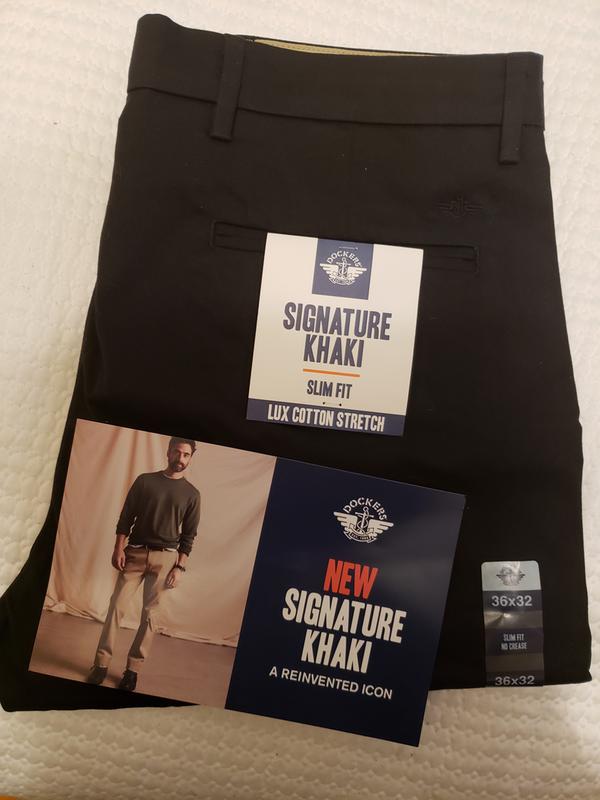 DOCKERS
SIGNATURE
KHAKI
SLIM FIT
LUX COTTON STRETCH
DOCKERS
NEW
SIGNATURE
KHAKI
A REINVENTED ICON
36x32
SLIM FIT
NO CREASE
36x32